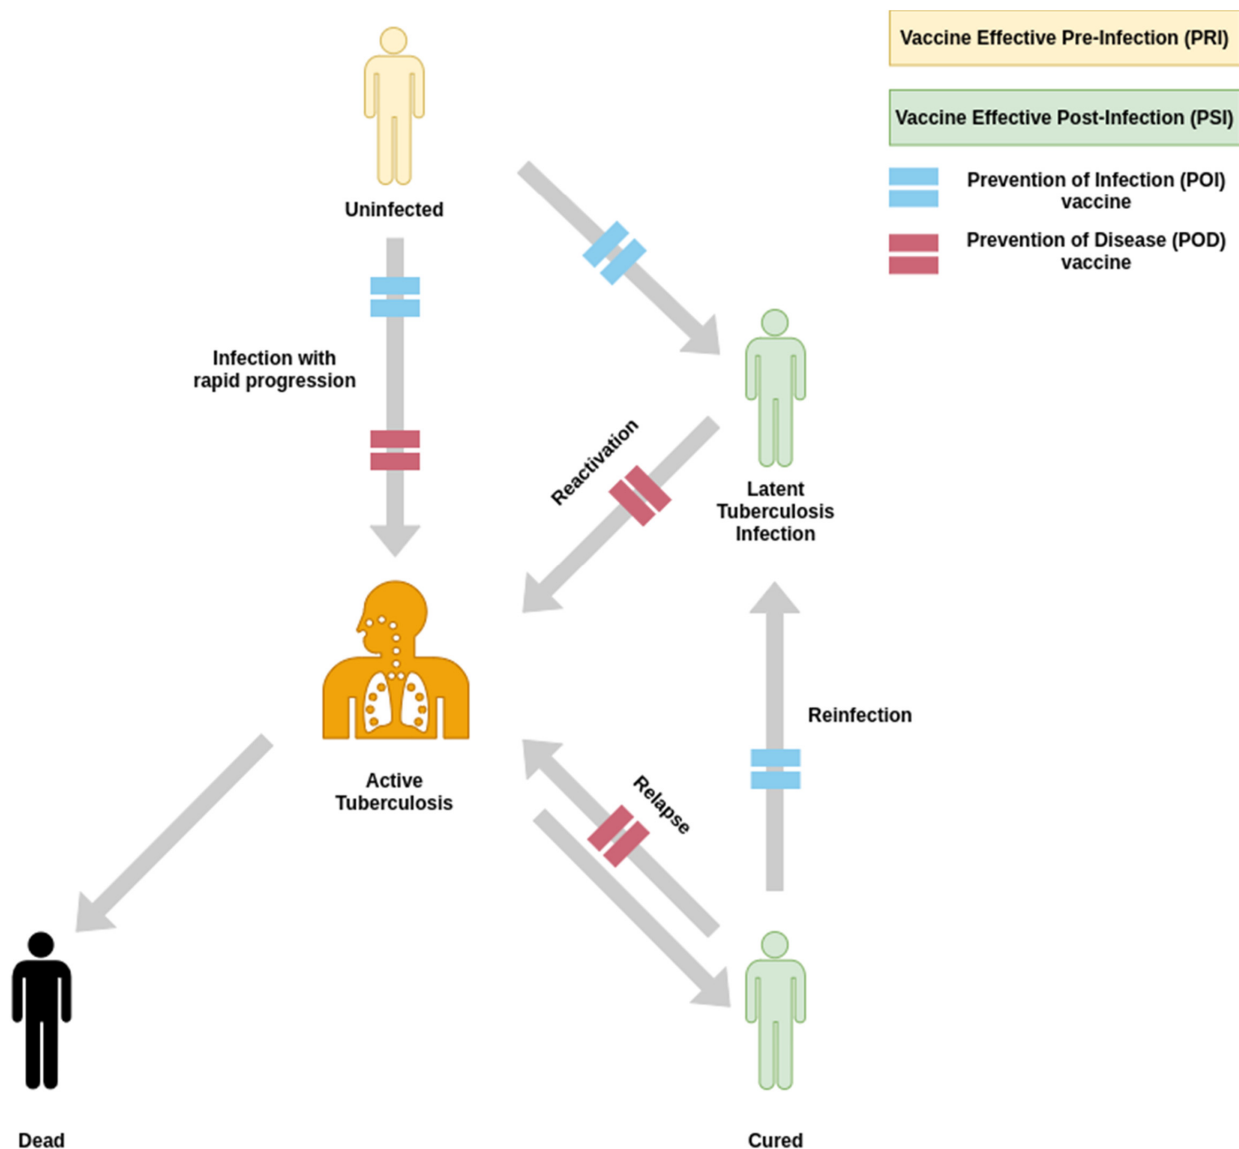 Vaccine Effective Pre-Infection (PRI)
Vaccine Effective Post-Infection (PSI)
Prevention of Infection (POI)
vaccine
Prevention of Disease (POD)
vaccine
Uninfected
Infection with
rapid progression
Reactivation
Latent
Tuberculosis
Infection
Active
Tuberculosis
Reinfection
Relapse
Dead
Cured